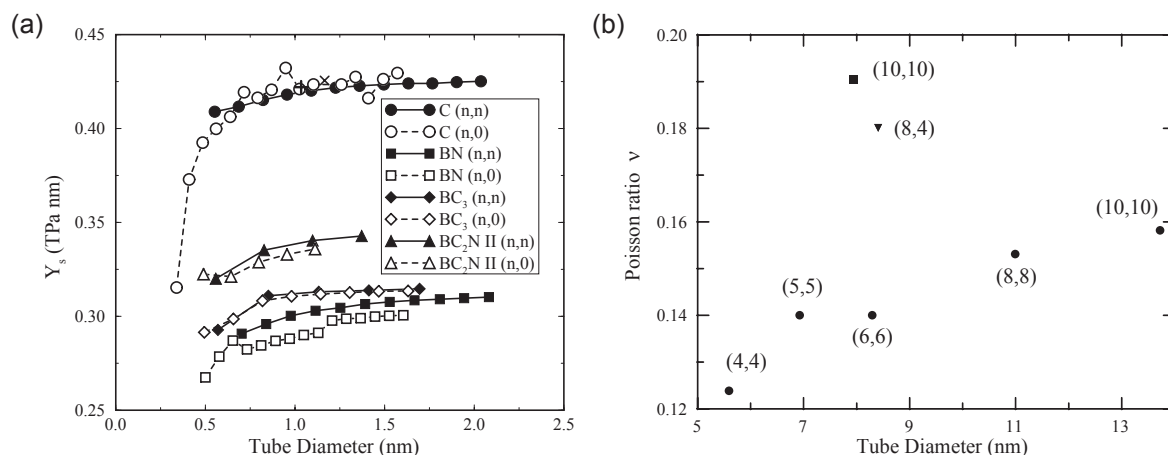 (a)
0.45
0.40
0.35
0.30
0.25
Y_s (TPa nm)
0.0 0.5 1.0 1.5 2.0 2.5
Tube Diameter (nm)
C (n,n)
C (n,0)
BN (n,n)
BN (n,0)
BC₃ (n,n)
BC₃ (n,0)
BC₂N II (n,n)
BC₂N II (n,0)
(b)
0.20
0.18
0.16
0.14
0.12
Poisson ratio ν
(10,10)
(8,4)
(10,10)
(5,5)
(8,8)
(6,6)
(4,4)
5 7 9 11 13
Tube Diameter (nm)